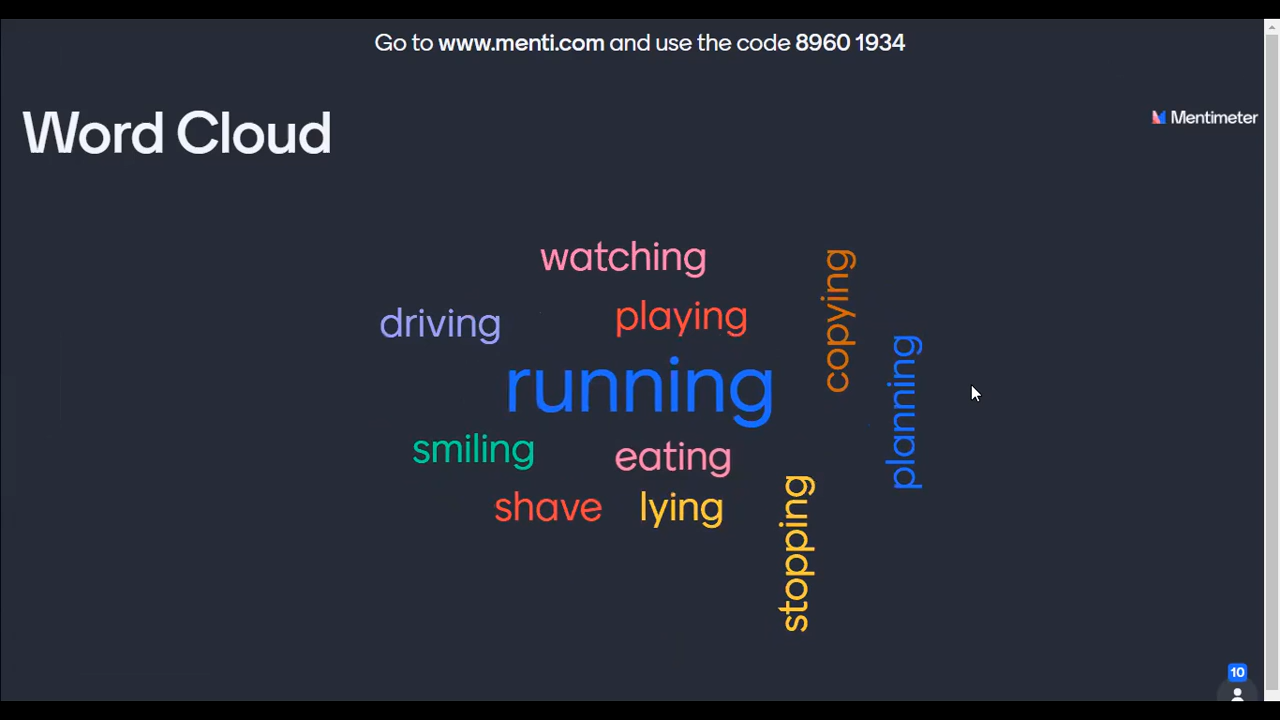 Go to www.menti.com and use the code 8960 1934
Mentimeter
Word Cloud
watching
copying
driving
playing
planning
running
smiling
eating
shave
lying
stopping
10